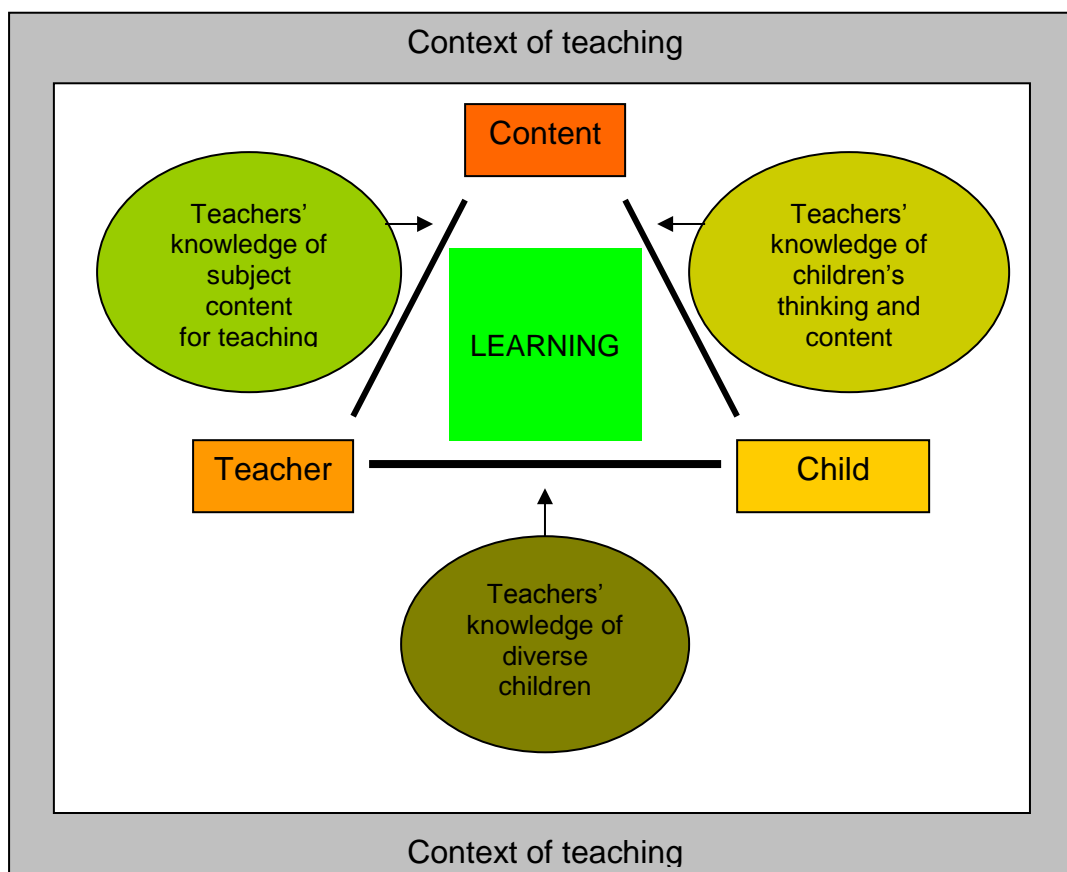 Context of teaching
Content
Teachers’
knowledge of
subject
content
for teaching
Teachers’
knowledge of
children’s
thinking and
content
LEARNING
Teacher
Child
Teachers’
knowledge of
diverse
children
Context of teaching